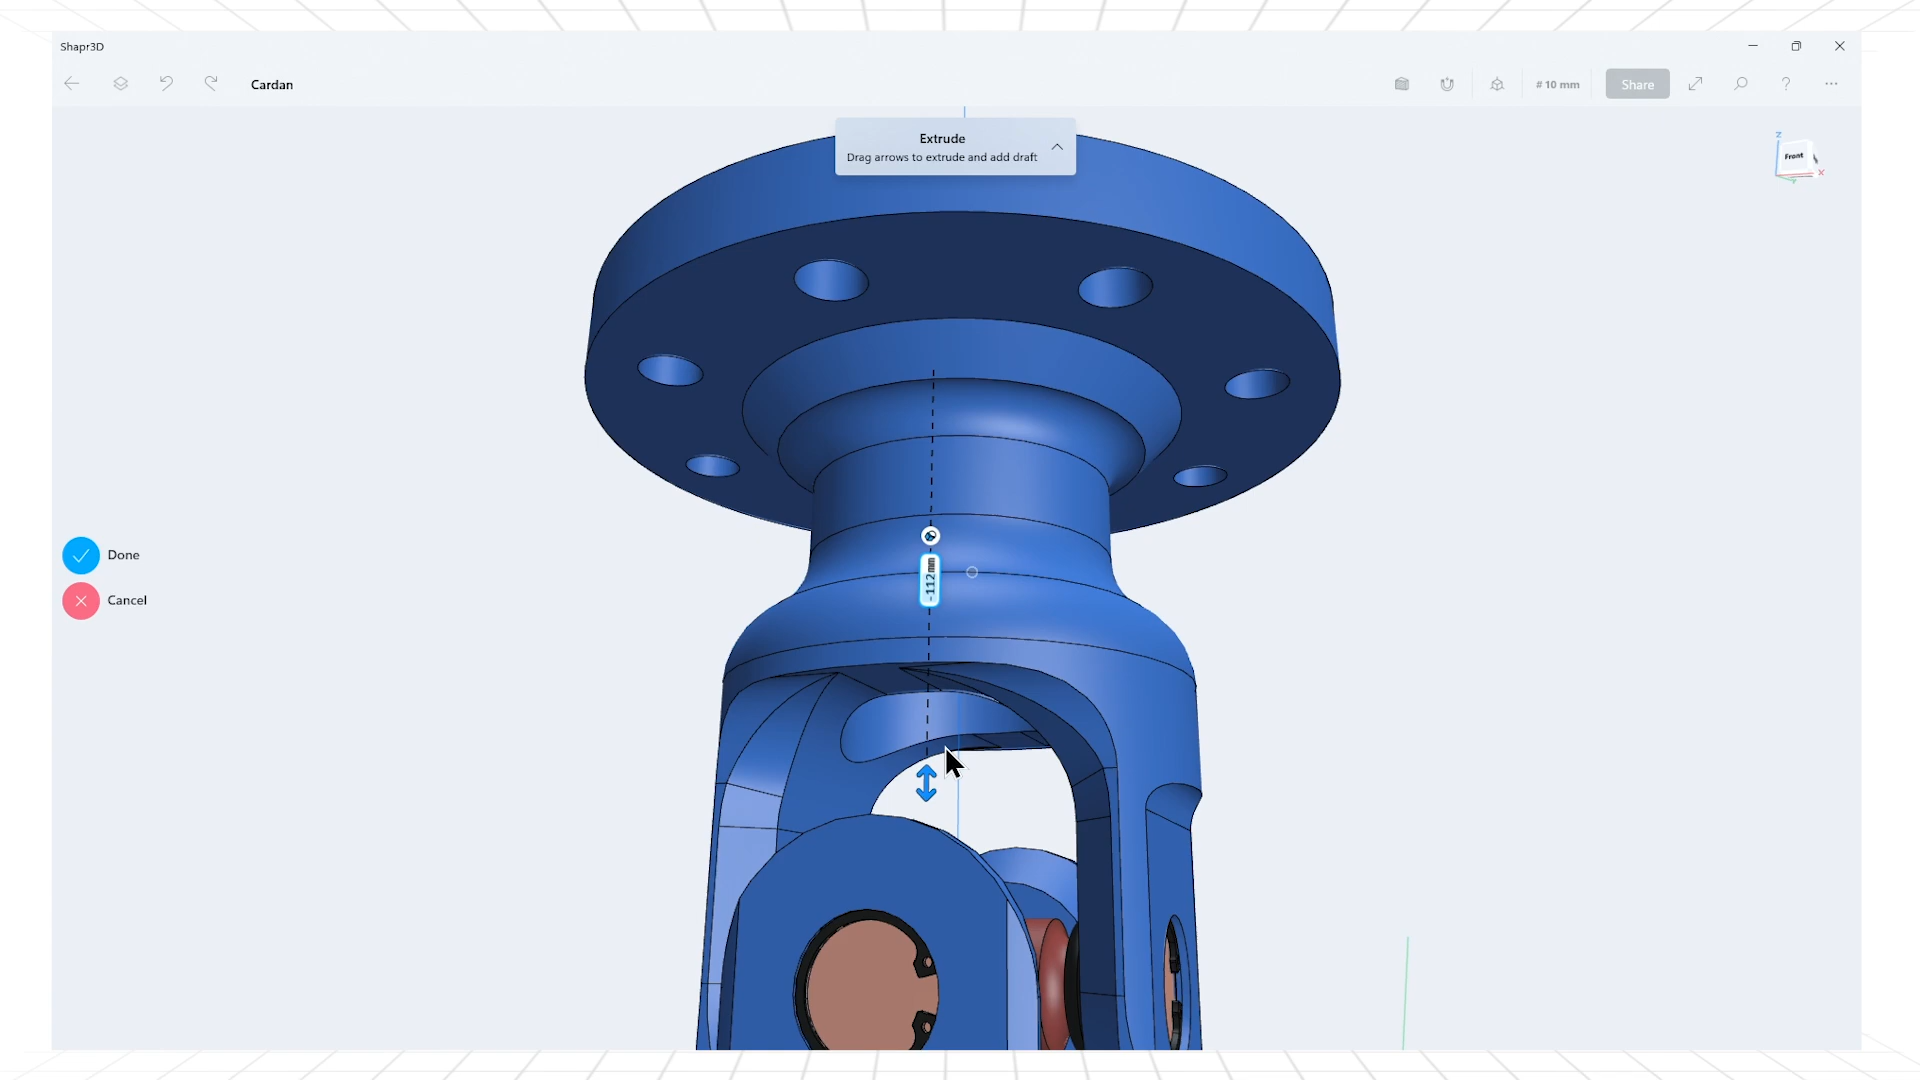 Shapr3D
Cardan
# 10 mm
Share
?
Extrude
Drag arrows to extrude and add draft
Z
Front
X
Y
-112 mm
Done
Cancel